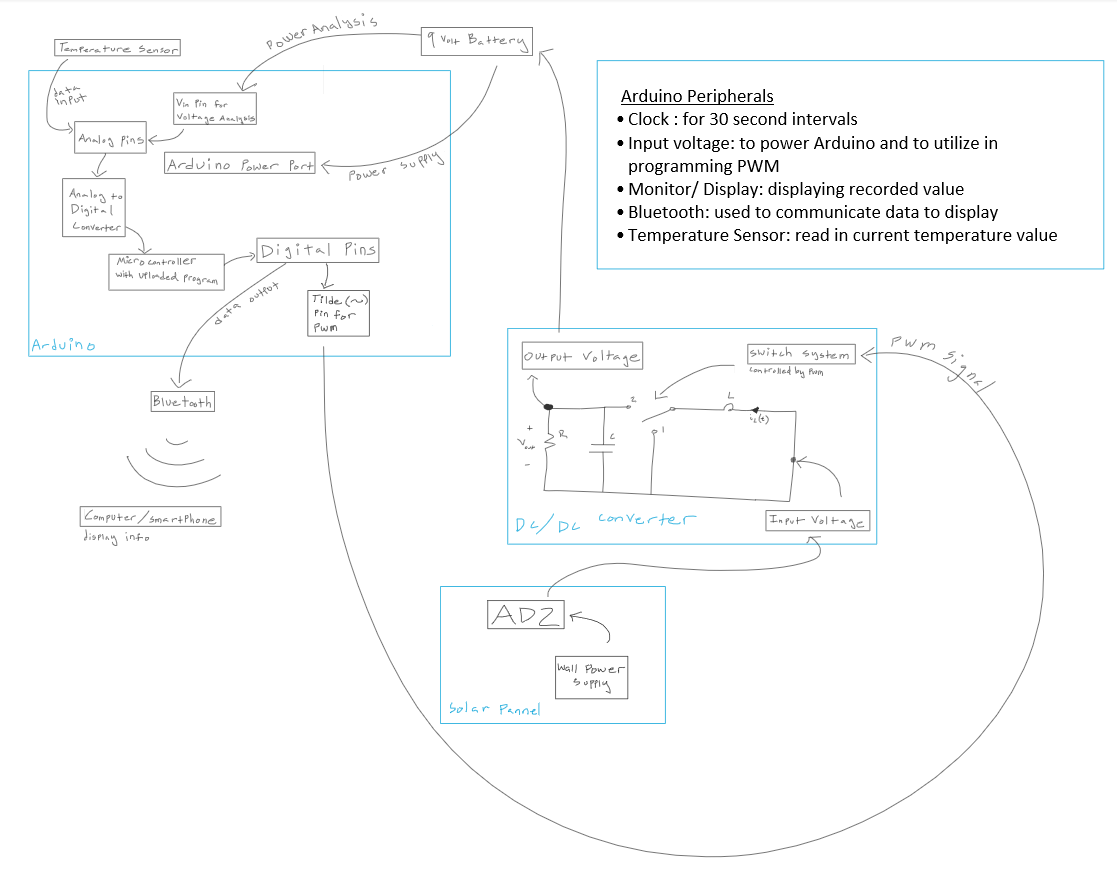 Power Analysis
9 Volt Battery
Temperature Sensor
data
input
Vin Pin for
Voltage Analysis
Analog Pins
Arduino Power Port
Power Supply
Analog to
Digital
Converter
Microcontroller
with uploaded Program
Digital Pins
data output
Tilde (~)
Pin for
Pwm
Arduino
Bluetooth
Computer/smartphone
display info
Arduino Peripherals
• Clock : for 30 second intervals
• Input voltage: to power Arduino and to utilize in
programming PWM
• Monitor/ Display: displaying recorded value
• Bluetooth: used to communicate data to display
• Temperature Sensor: read in current temperature value
Output Voltage
Switch System
Controlled by Pwm
Pwm Signal
2
L
iL(t)
1
+
Vout
-
R
C
DC/DC Converter
Input Voltage
AD2
Wall Power
Supply
Solar Pannel